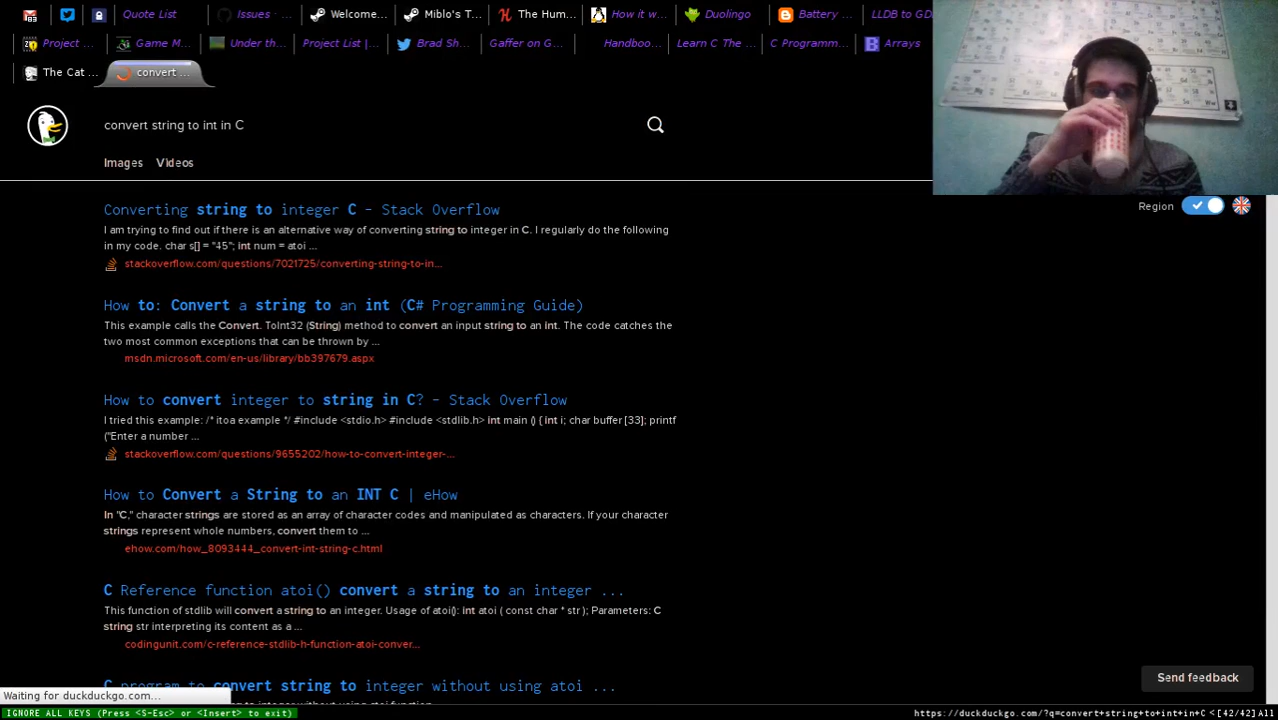 Quote List
Issues
Welcome...
Miblo's T...
The Hum...
How it w...
Duolingo
Battery ...
LLDB to GD
Project ...
Game M...
Under th...
Project List |...
Brad Sh...
Gaffer on G...
Handboo...
Learn C The ...
C Programm...
Arrays
The Cat ...
convert ...
convert string to int in C
Images Videos
Region
Converting string to integer C - Stack Overflow
I am trying to find out if there is an alternative way of converting string to integer in C. I regularly do the following
in my code. char s[] = "45"; int num = atoi ...
stackoverflow.com/questions/7021725/converting-string-to-in...
How to: Convert a string to an int (C# Programming Guide)
This example calls the Convert. ToInt32 (String) method to convert an input string to an int. The code catches the
two most common exceptions that can be thrown by ...
msdn.microsoft.com/en-us/library/bb397679.aspx
How to convert integer to string in C? - Stack Overflow
I tried this example: /* itoa example */ #include <stdio.h> #include <stdlib.h> int main () { int i; char buffer [33]; printf
("Enter a number ...
stackoverflow.com/questions/9655202/how-to-convert-integer-...
How to Convert a String to an INT C | eHow
In "C," character strings are stored as an array of character codes and manipulated as characters. If your character
strings represent whole numbers, convert them to ...
ehow.com/how_8093444_convert-int-string-c.html
C Reference function atoi() convert a string to an integer ...
This function of stdlib will convert a string to an integer. Usage of atoi(): int atoi ( const char * str ); Parameters: C
string str interpreting its content as a ...
codingunit.com/c-reference-stdlib-h-function-atoi-conver...
C program to convert string to integer without using atoi ...
Send feedback
Waiting for duckduckgo.com...
IGNORE ALL KEYS (Press <S-Esc> or <Insert> to exit)
https://duckduckgo.com/?q=convert+string+to+int+in+C < [42/42] All